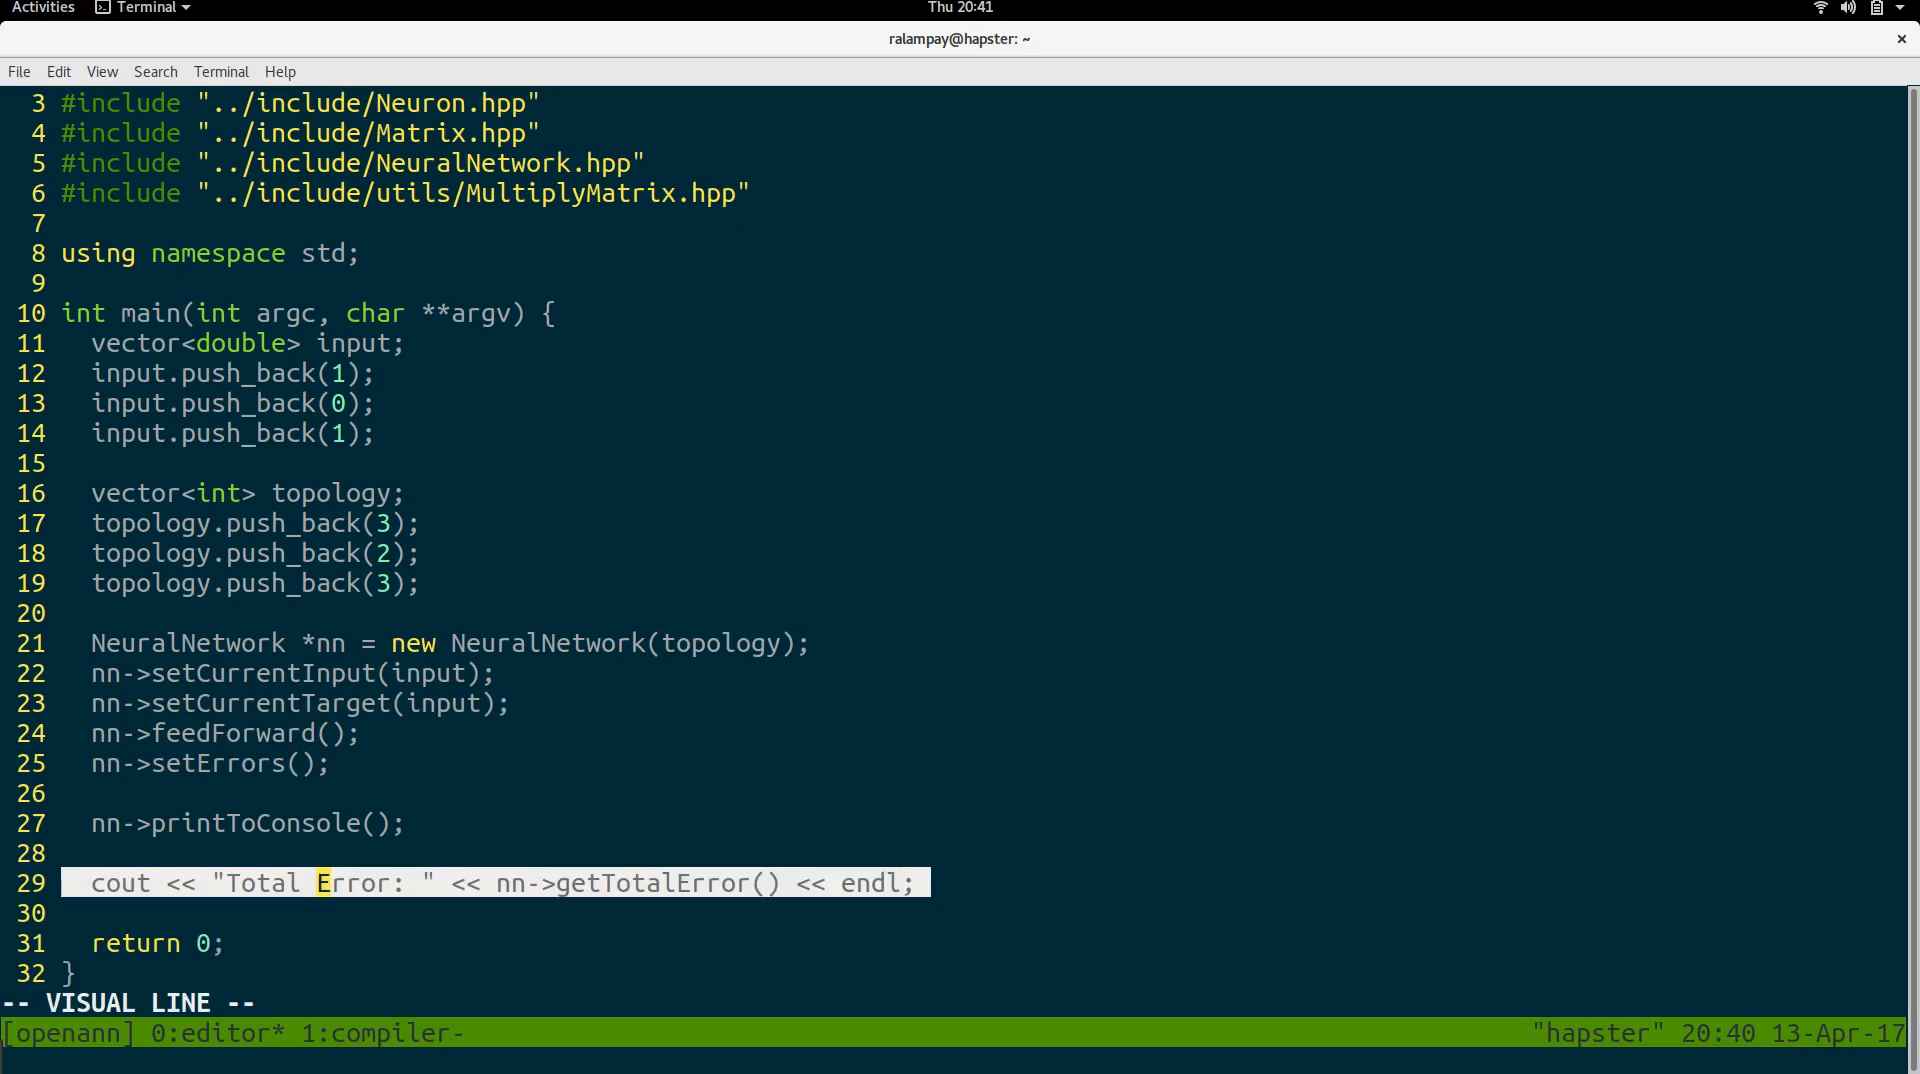 Activities Terminal Thu 20:41
ralampay@hapster: ~ ×
File Edit View Search Terminal Help
3 #include "../include/Neuron.hpp"
4 #include "../include/Matrix.hpp"
5 #include "../include/NeuralNetwork.hpp"
6 #include "../include/utils/MultiplyMatrix.hpp"
7
8 using namespace std;
9
10 int main(int argc, char **argv) {
11   vector<double> input;
12   input.push_back(1);
13   input.push_back(0);
14   input.push_back(1);
15
16   vector<int> topology;
17   topology.push_back(3);
18   topology.push_back(2);
19   topology.push_back(3);
20
21   NeuralNetwork *nn = new NeuralNetwork(topology);
22   nn->setCurrentInput(input);
23   nn->setCurrentTarget(input);
24   nn->feedForward();
25   nn->setErrors();
26
27   nn->printToConsole();
28
29   cout << "Total Error: " << nn->getTotalError() << endl;
30
31   return 0;
32 }
-- VISUAL LINE --
[openann] 0:editor* 1:compiler- "hapster" 20:40 13-Apr-17